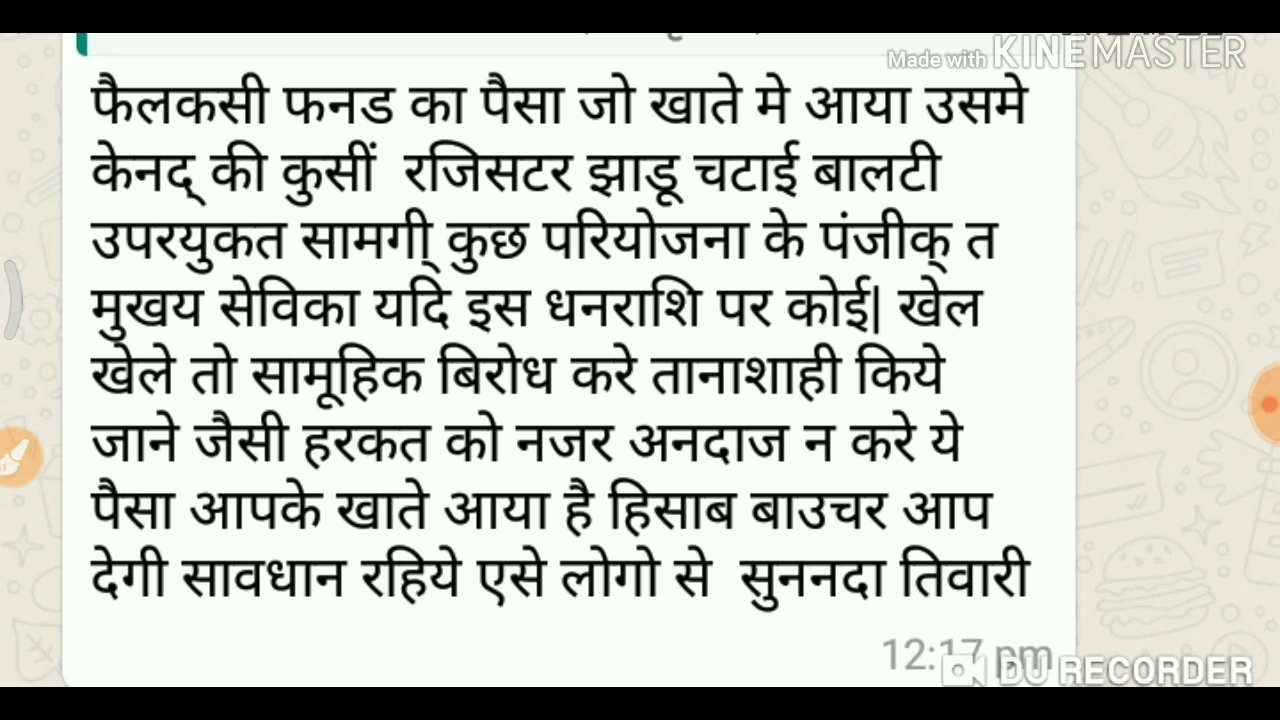 Made with KINEMASTER
फैलकसी फनड का पैसा जो खाते मे आया उसमे
केनद् की कुर्सीं रजिसटर झाडू चटाई बालटी
उपरयुकत सामगी् कुछ परियोजना के पंजीक् त
मुखय सेविका यदि इस धनराशि पर कोई| खेल
खेले तो सामूहिक बिरोध करे तानाशाही किये
जाने जैसी हरकत को नजर अनदाज न करे ये
पैसा आपके खाते आया है हिसाब बाउचर आप
देगी सावधान रहिये एसे लोगो से सुननदा तिवारी
12:17 pm
DU RECORDER